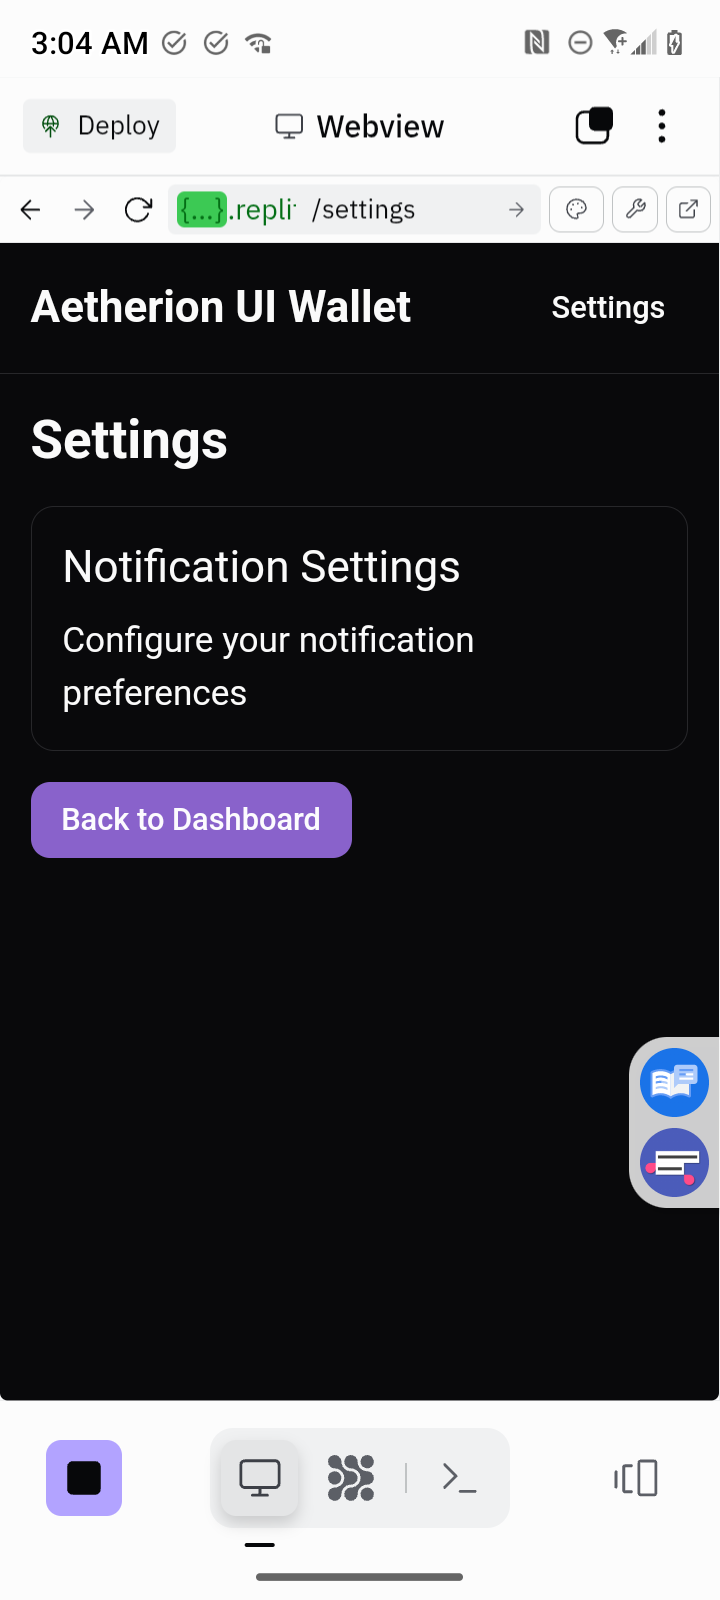 3:04 AM
Deploy
Webview
{...}.repli /settings
Aetherion UI Wallet
Settings
Settings
Notification Settings
Configure your notification
preferences
Back to Dashboard